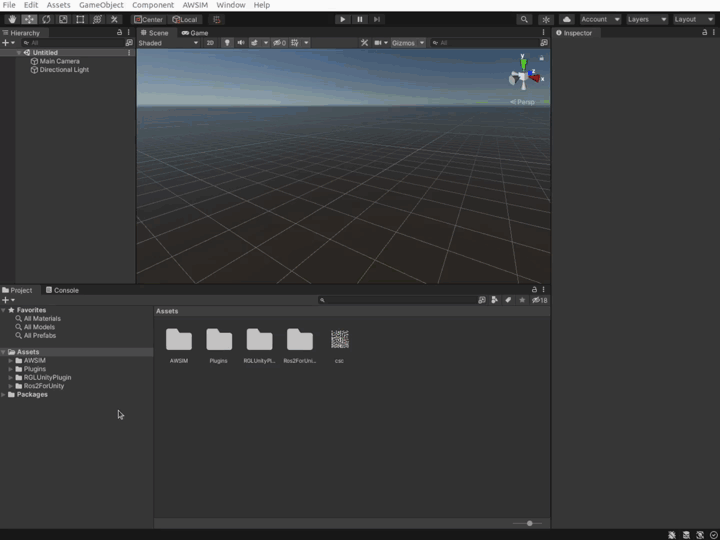 File Edit Assets GameObject Component AWSIM Window Help
Center Local Account Layers Layout
Hierarchy Scene Game Inspector
All Shaded 2D 0 Gizmos All
Untitled
Main Camera
Directional Light
y
z
x
Persp
Project Console
18
Favorites
All Materials
All Models
All Prefabs
Assets
AWSIM
Plugins
RGLUnityPlugin
Ros2ForUnity
Packages
Assets
AWSIM Plugins RGLUnityPl... Ros2ForUni... csc